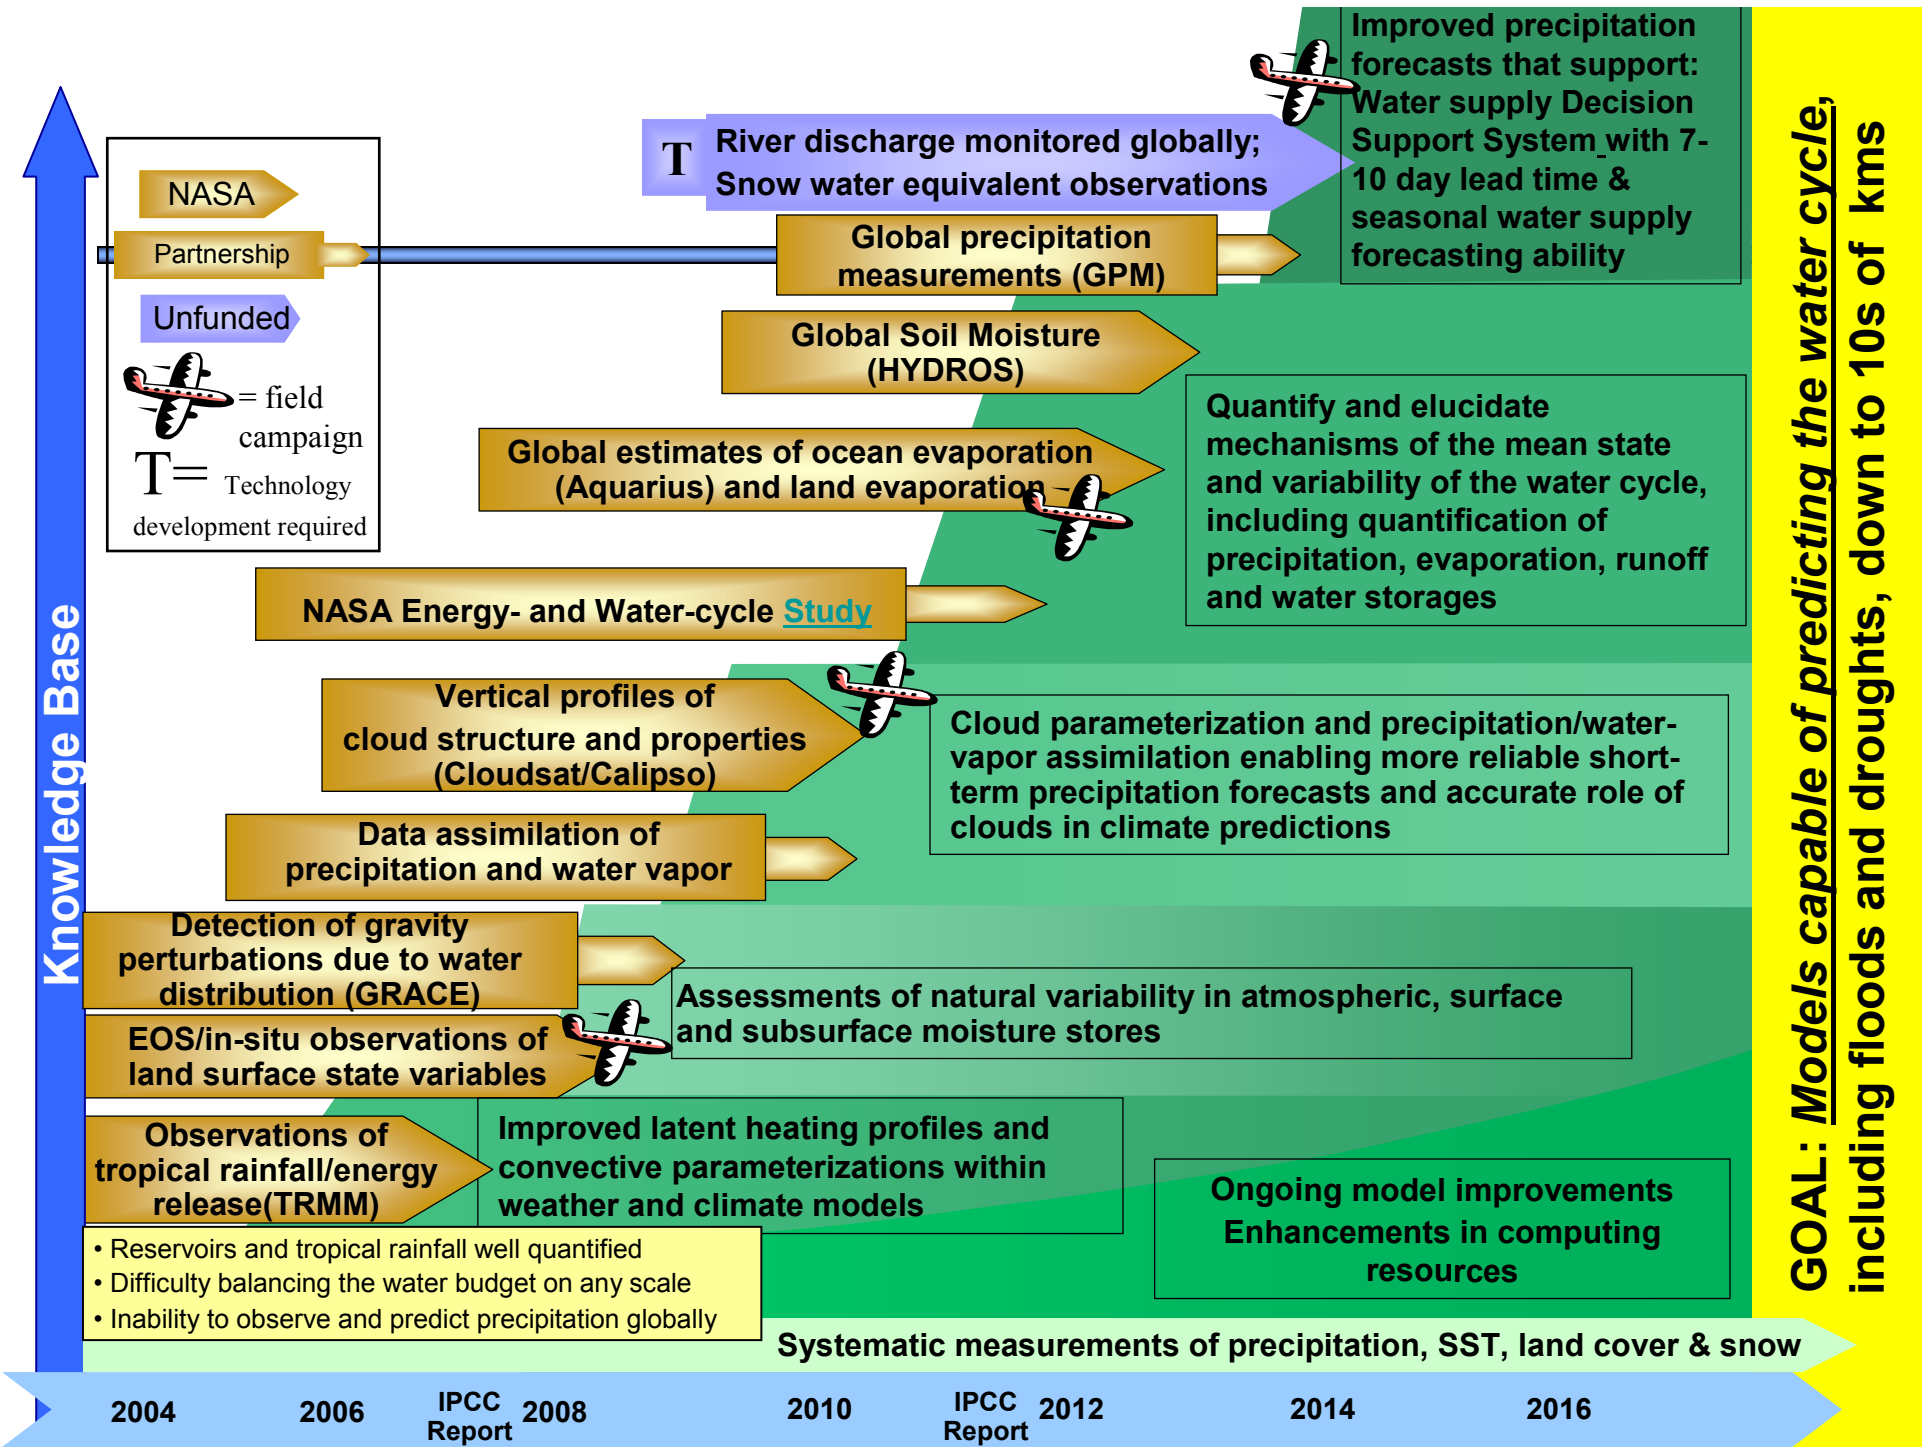 Improved precipitation
forecasts that support:
Water supply Decision
Support System with 7-
10 day lead time &
seasonal water supply
forecasting ability
T
River discharge monitored globally;
Snow water equivalent observations
NASA
Partnership
Unfunded
= field
campaign
T= Technology
development required
Global precipitation
measurements (GPM)
Global Soil Moisture
(HYDROS)
Global estimates of ocean evaporation
(Aquarius) and land evaporation
Quantify and elucidate
mechanisms of the mean state
and variability of the water cycle,
including quantification of
precipitation, evaporation, runoff
and water storages
NASA Energy- and Water-cycle Study
Vertical profiles of
cloud structure and properties
(Cloudsat/Calipso)
Cloud parameterization and precipitation/water-
vapor assimilation enabling more reliable short-
term precipitation forecasts and accurate role of
clouds in climate predictions
Data assimilation of
precipitation and water vapor
Detection of gravity
perturbations due to water
distribution (GRACE)
Assessments of natural variability in atmospheric, surface
and subsurface moisture stores
EOS/in-situ observations of
land surface state variables
Observations of
tropical rainfall/energy
release(TRMM)
Improved latent heating profiles and
convective parameterizations within
weather and climate models
Ongoing model improvements
Enhancements in computing
resources
• Reservoirs and tropical rainfall well quantified
• Difficulty balancing the water budget on any scale
• Inability to observe and predict precipitation globally
Systematic measurements of precipitation, SST, land cover & snow
Knowledge Base
GOAL: Models capable of predicting the water cycle,
including floods and droughts, down to 10s of kms
2004
2006
IPCC
Report
2008
2010
IPCC
Report
2012
2014
2016